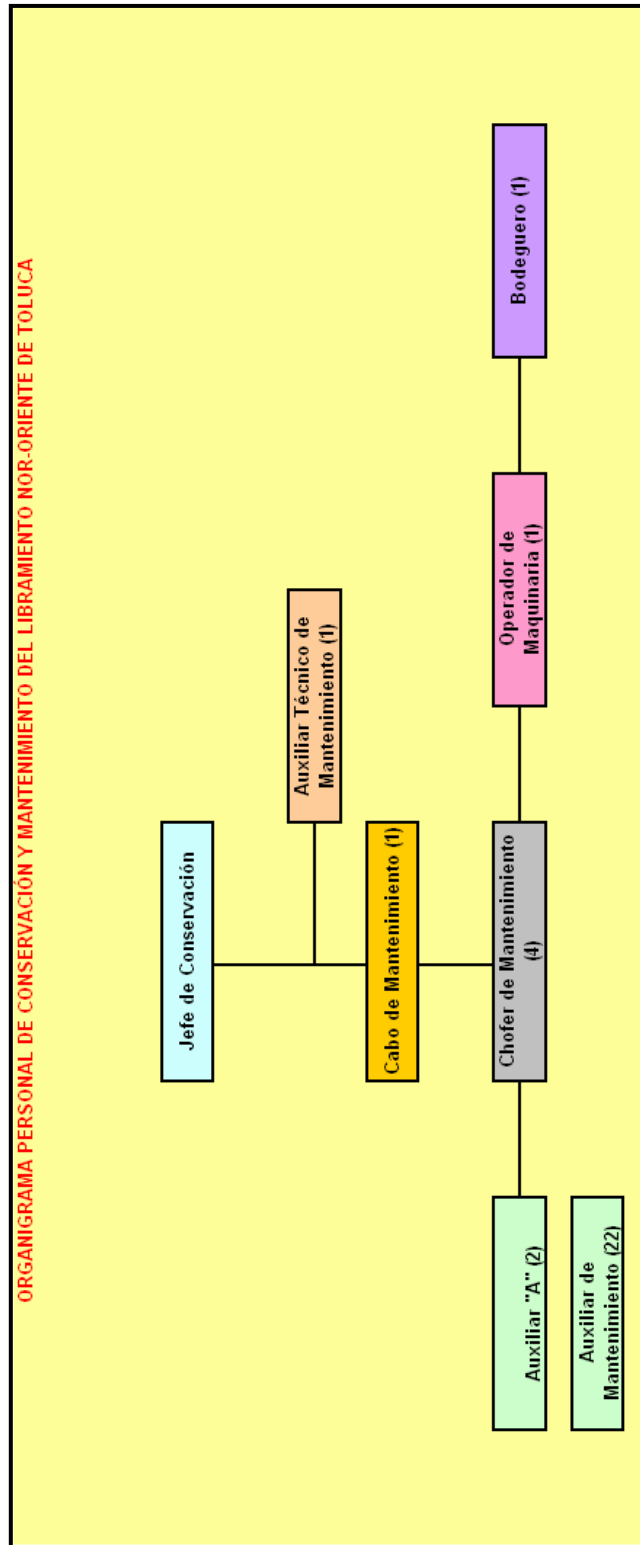 ORGANIGRAMA PERSONAL DE CONSERVACIÓN Y MANTENIMIENTO DEL LIBRAMIENTO NOR-ORIENTE DE TOLUCA
Jefe de Conservación
Auxiliar Técnico de
Mantenimiento (1)
Cabo de Mantenimiento (1)
Auxiliar "A" (2)
Chofer de Mantenimiento
(4)
Operador de
Maquinaria (1)
Bodeguero (1)
Auxiliar de
Mantenimiento (22)